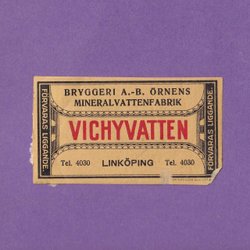 BRYGGERI A.-B. ÖRNENS
MINERALVATTENFABRIK
VICHYVATTEN
Tel. 4030 LINKÖPING Tel. 4030
FÖRVARAS LIGGANDE.
FÖRVARAS LIGGANDE.